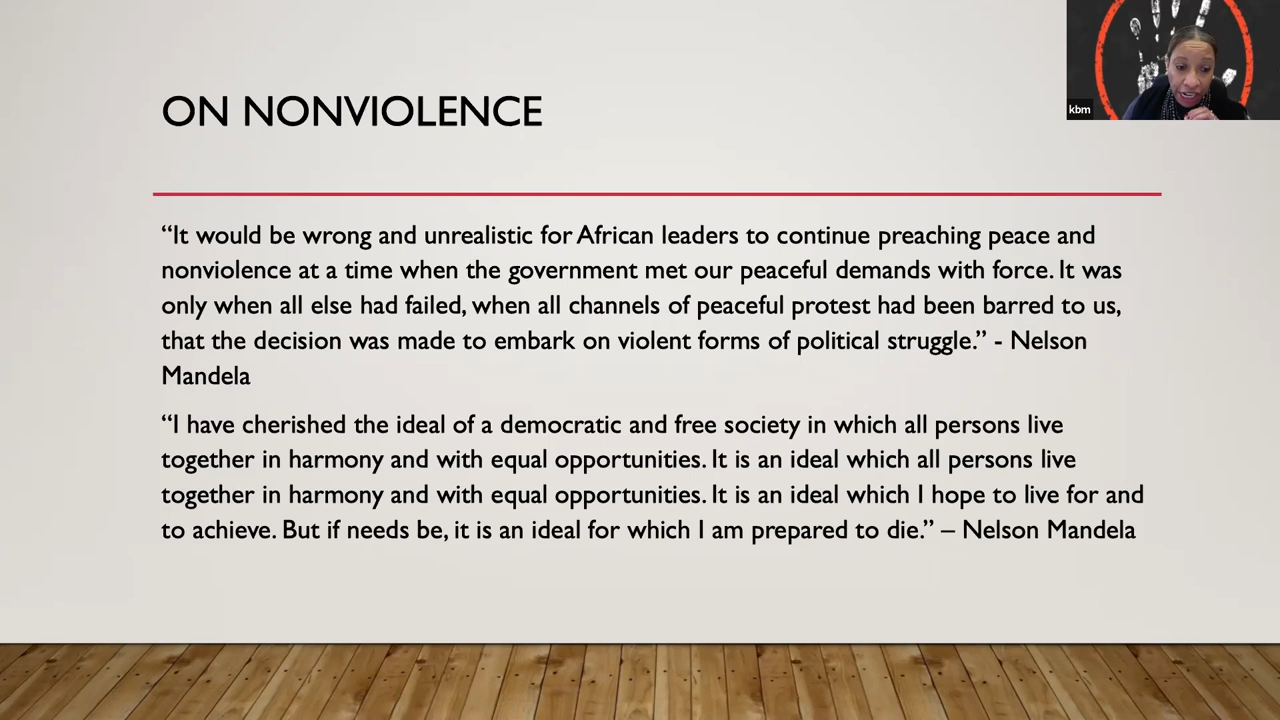 ON NONVIOLENCE
kbm
“It would be wrong and unrealistic for African leaders to continue preaching peace and
nonviolence at a time when the government met our peaceful demands with force. It was
only when all else had failed, when all channels of peaceful protest had been barred to us,
that the decision was made to embark on violent forms of political struggle.” - Nelson
Mandela
“I have cherished the ideal of a democratic and free society in which all persons live
together in harmony and with equal opportunities. It is an ideal which all persons live
together in harmony and with equal opportunities. It is an ideal which I hope to live for and
to achieve. But if needs be, it is an ideal for which I am prepared to die.” – Nelson Mandela